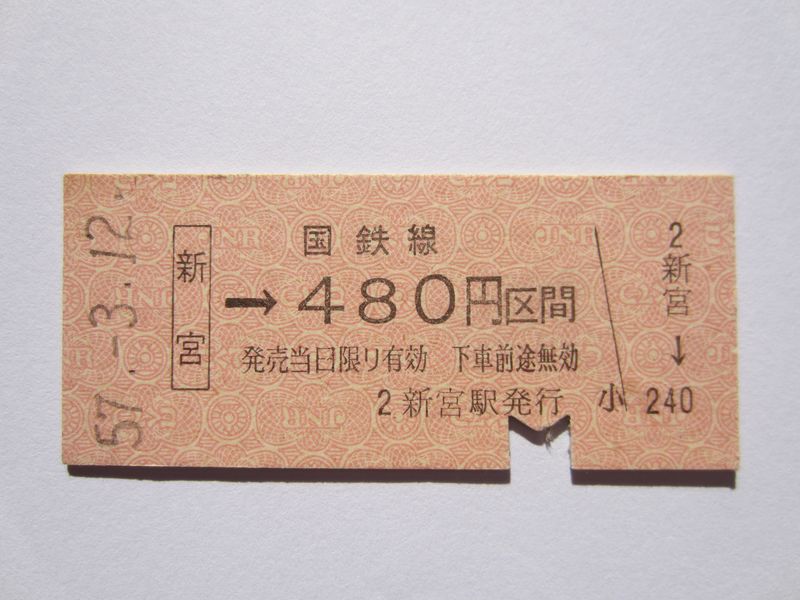 57.-3.12.
新宮
国 鉄線
→480円区間
発売当日限り有効 下車前途無効
2 新宮駅発行
2
新宮
↓
小 240